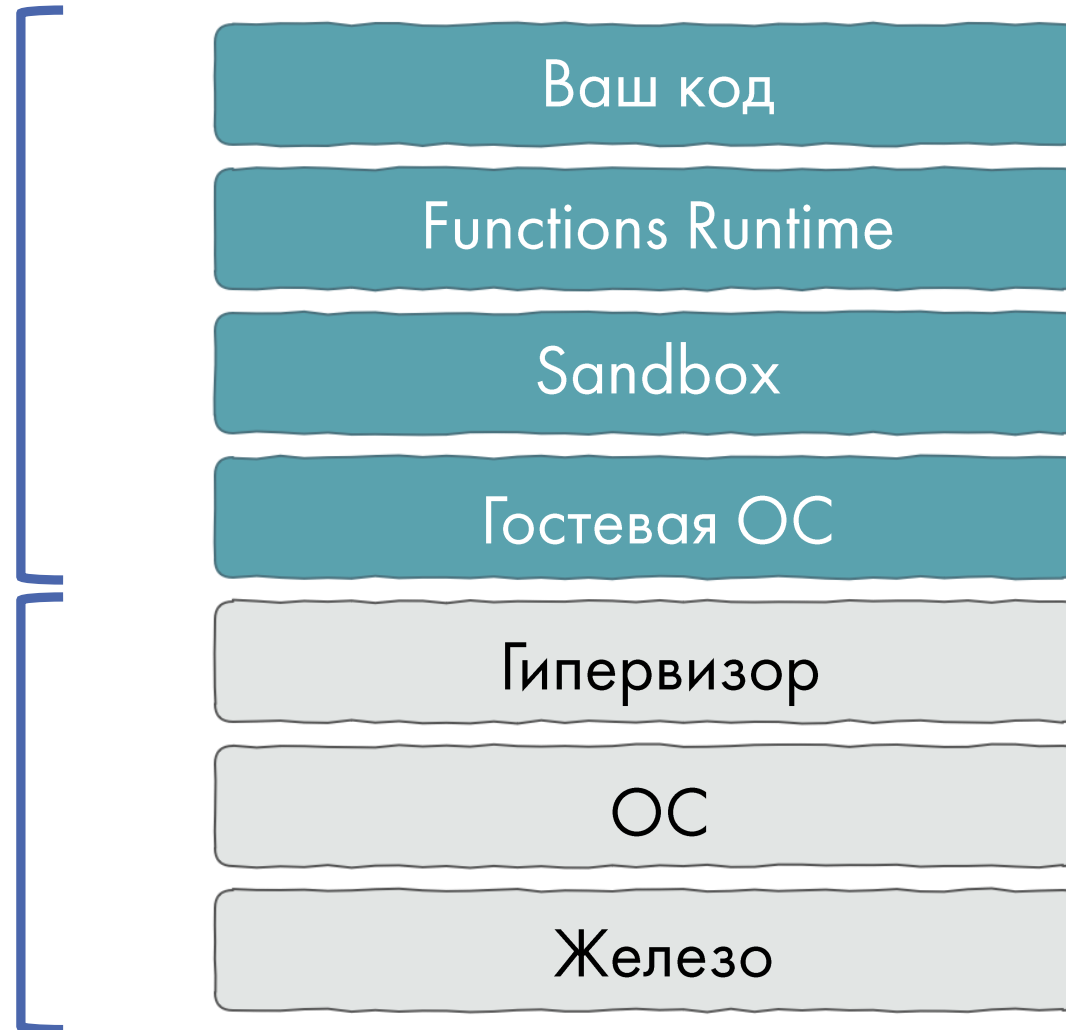 Ваш код
Functions Runtime
Sandbox
Гостевая ОС
Гипервизор
ОС
Железо